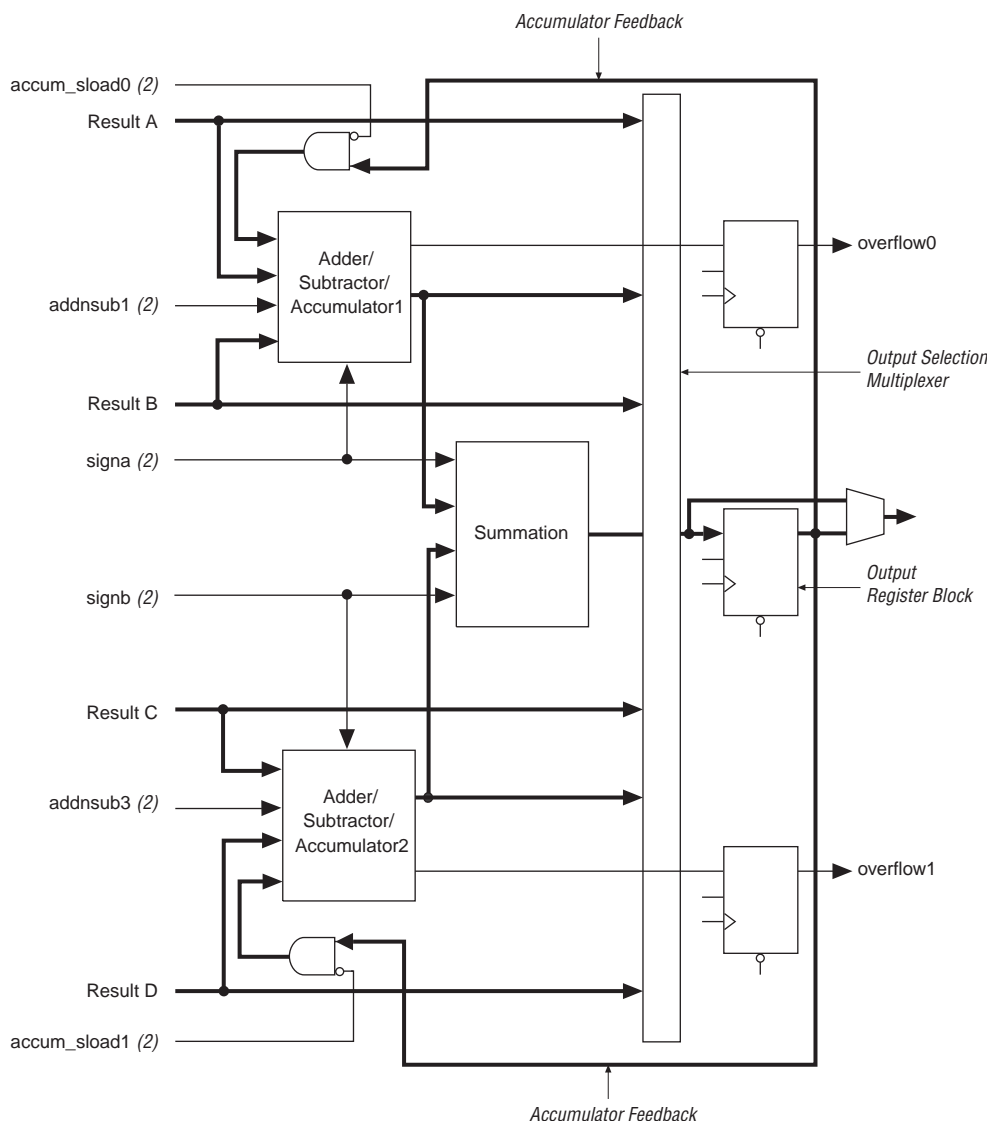 Accumulator Feedback
accum_sload0 (2)
Result A
overflow0
Adder/
Subtractor/
Accumulator1
addnsub1 (2)
Output Selection
Multiplexer
Result B
signa (2)
Summation
Output
Register Block
signb (2)
Result C
Adder/
Subtractor/
Accumulator2
addnsub3 (2)
overflow1
Result D
accum_sload1 (2)
Accumulator Feedback